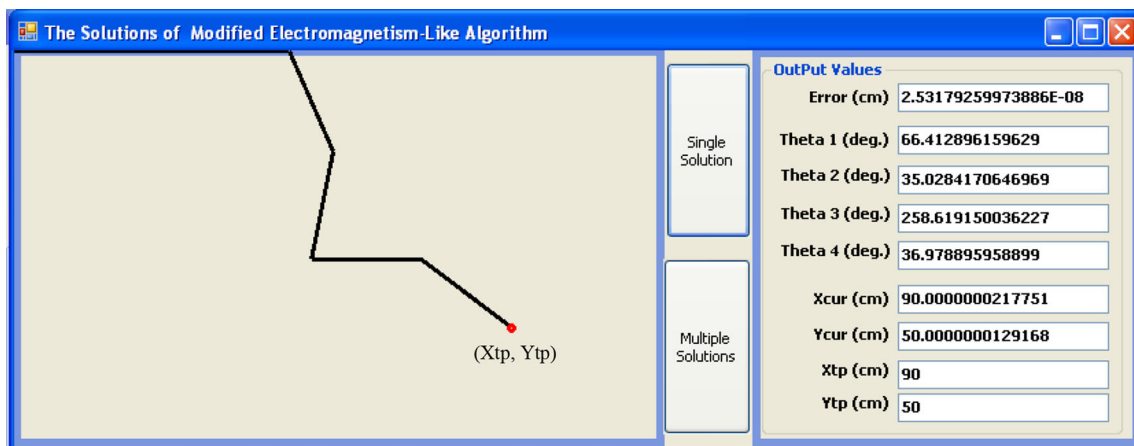 The Solutions of Modified Electromagnetism-Like Algorithm
(Xtp, Ytp)
Single
Solution
Multiple
Solutions
OutPut Values
Error (cm) 2.53179259973886E-08
Theta 1 (deg.) 66.412896159629
Theta 2 (deg.) 35.0284170646969
Theta 3 (deg.) 258.619150036227
Theta 4 (deg.) 36.978895958899
Xcur (cm) 90.0000000217751
Ycur (cm) 50.0000000129168
Xtp (cm) 90
Ytp (cm) 50